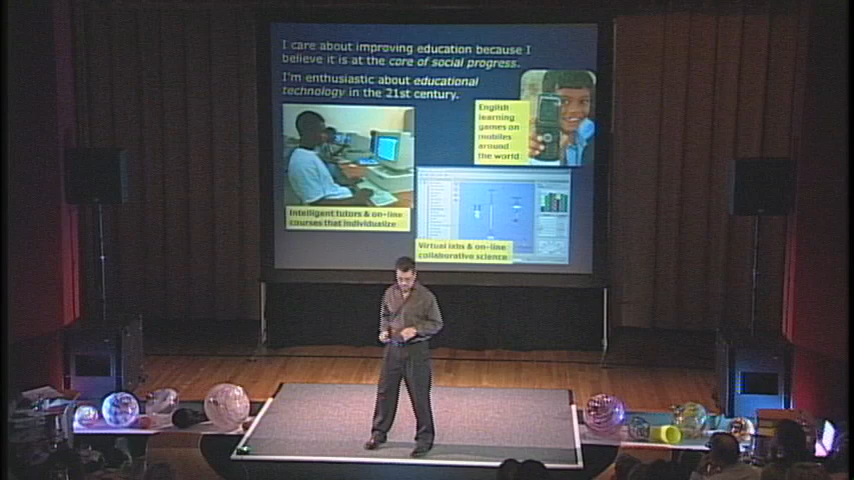 I care about improving education because I
believe it is at the core of social progress.
I'm enthusiastic about educational
technology in the 21st century.
English
learning
games on
mobiles
around
the world
Intelligent tutors & on-line
courses that individualize
Virtual labs & on-line
collaborative science